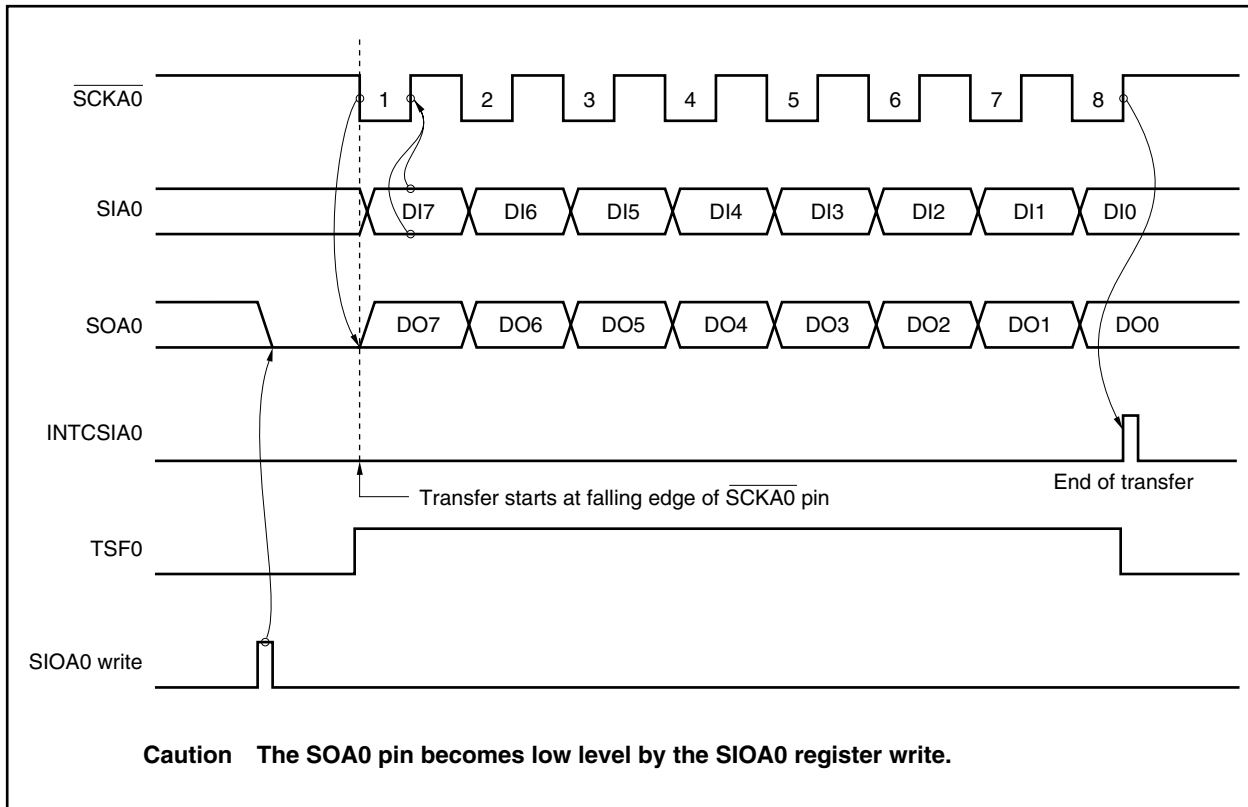 SCKA0
1 2 3 4 5 6 7 8
SIA0
DI7 DI6 DI5 DI4 DI3 DI2 DI1 DI0
SOA0
DO7 DO6 DO5 DO4 DO3 DO2 DO1 DO0
INTCSIA0
End of transfer
Transfer starts at falling edge of SCKA0 pin
TSF0
SIOA0 write
Caution The SOA0 pin becomes low level by the SIOA0 register write.